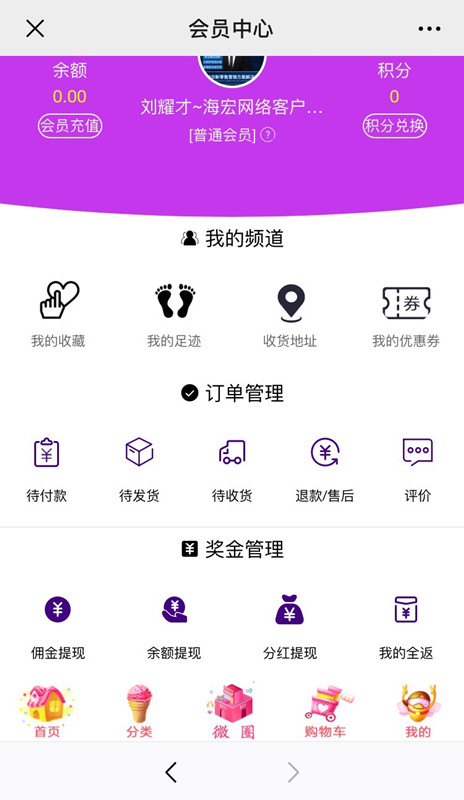 会员中心
余额
积分
0.00
0
会员充值
刘耀才~海宏网络客户...
积分兑换
[普通会员] ?
我的频道
券
我的收藏
我的足迹
收货地址
我的优惠券
订单管理
待付款
待发货
待收货
退款/售后
评价
奖金管理
佣金提现
余额提现
分红提现
我的全返
首页
分类
微圈
购物车
我的